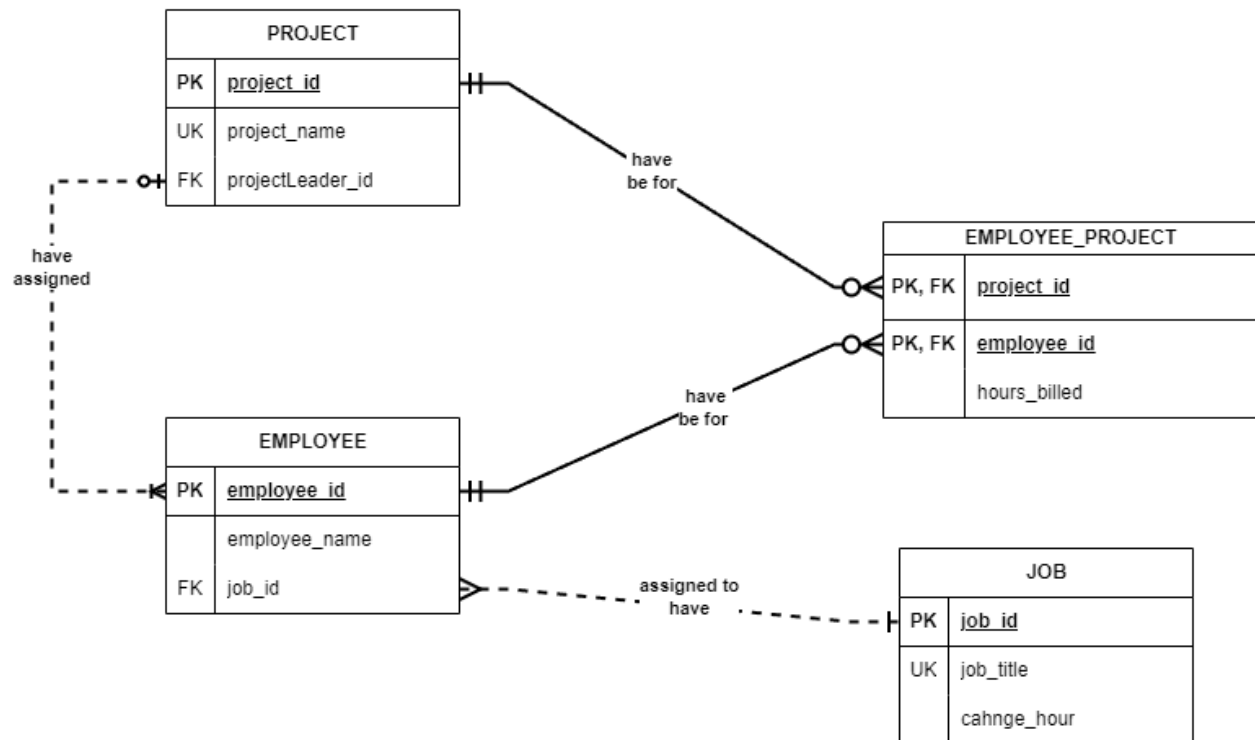 PROJECT
PK project_id
UK project_name
FK projectLeader_id
have
be for
have
assigned
EMPLOYEE_PROJECT
PK, FK project_id
PK, FK employee_id
hours_billed
have
be for
EMPLOYEE
PK employee_id
employee_name
FK job_id
assigned to
have
JOB
PK job_id
UK job_title
cahnge_hour